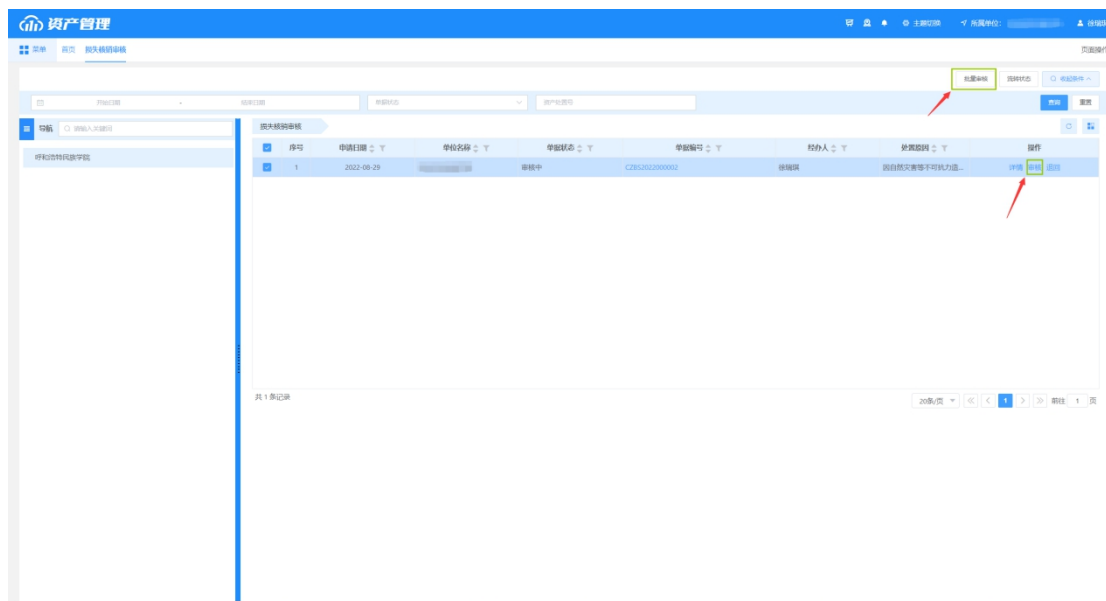 资产管理
主题切换 所属单位:
菜单 首页 损失核销审核
页面操作
批量审核 流转状态 收起条件
开始日期 - 结束日期 单据状态 资产处置号 查询 重置
导航 请输入关键词 损失核销审核
序号 申请日期 单位名称 单据状态 单据编号 经办人 处置原因 操作
呼和浩特民族学院
1 2022-08-29 审核中 CZBS2022000002 徐瑞琪 因自然灾害等不可抗力造... 详情 审核 退回
共 1 条记录
20条/页 1 前往 1 页